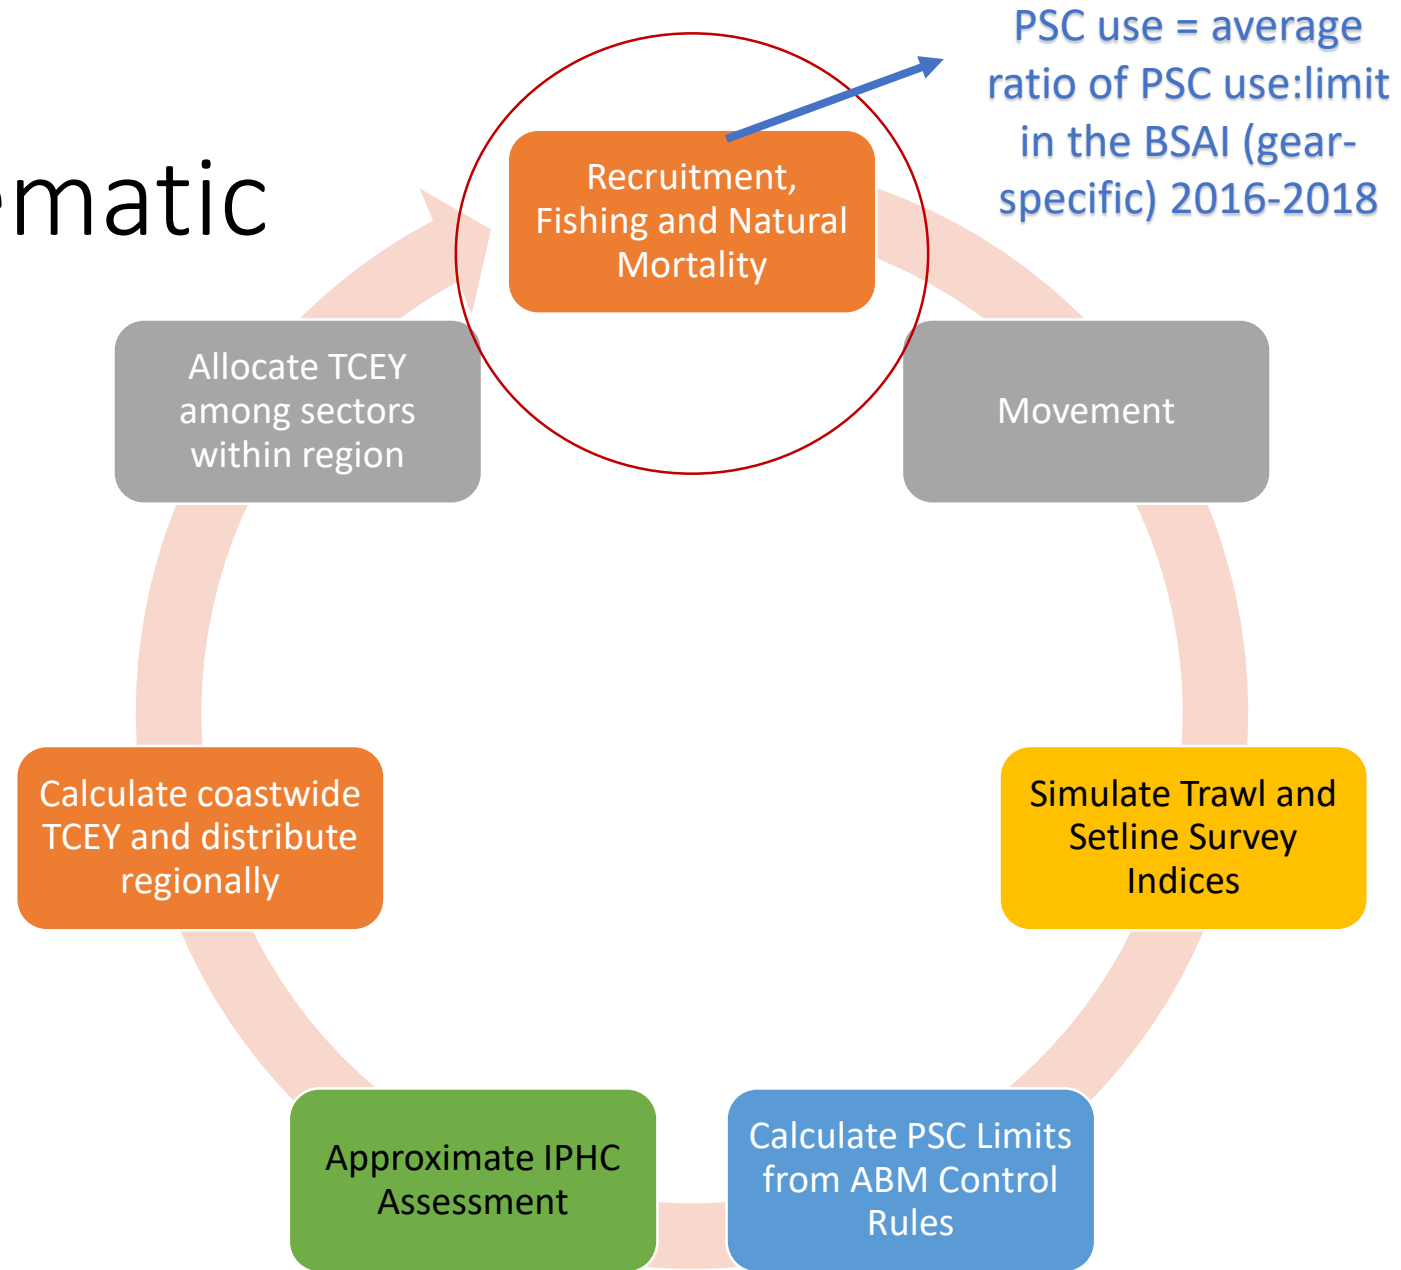 ematic
PSC use = average
ratio of PSC use:limit
in the BSAI (gear-
specific) 2016-2018
Recruitment,
Fishing and Natural
Mortality
Movement
Simulate Trawl and
Setline Survey
Indices
Calculate PSC Limits
from ABM Control
Rules
Approximate IPHC
Assessment
Calculate coastwide
TCEY and distribute
regionally
Allocate TCEY
among sectors
within region